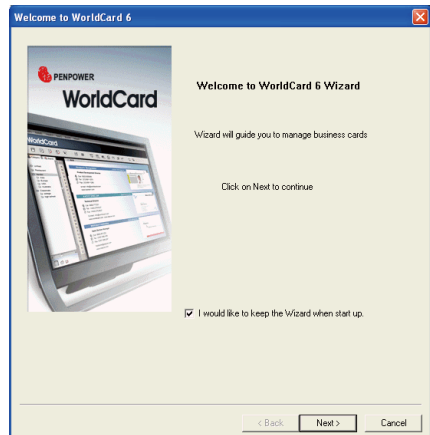 Welcome to WorldCard 6
PENPOWER
WorldCard
Welcome to WorldCard 6 Wizard
Wizard will guide you to manage business cards
Click on Next to continue
WorldCard
I would like to keep the Wizard when start up.
< Back
Next >
Cancel